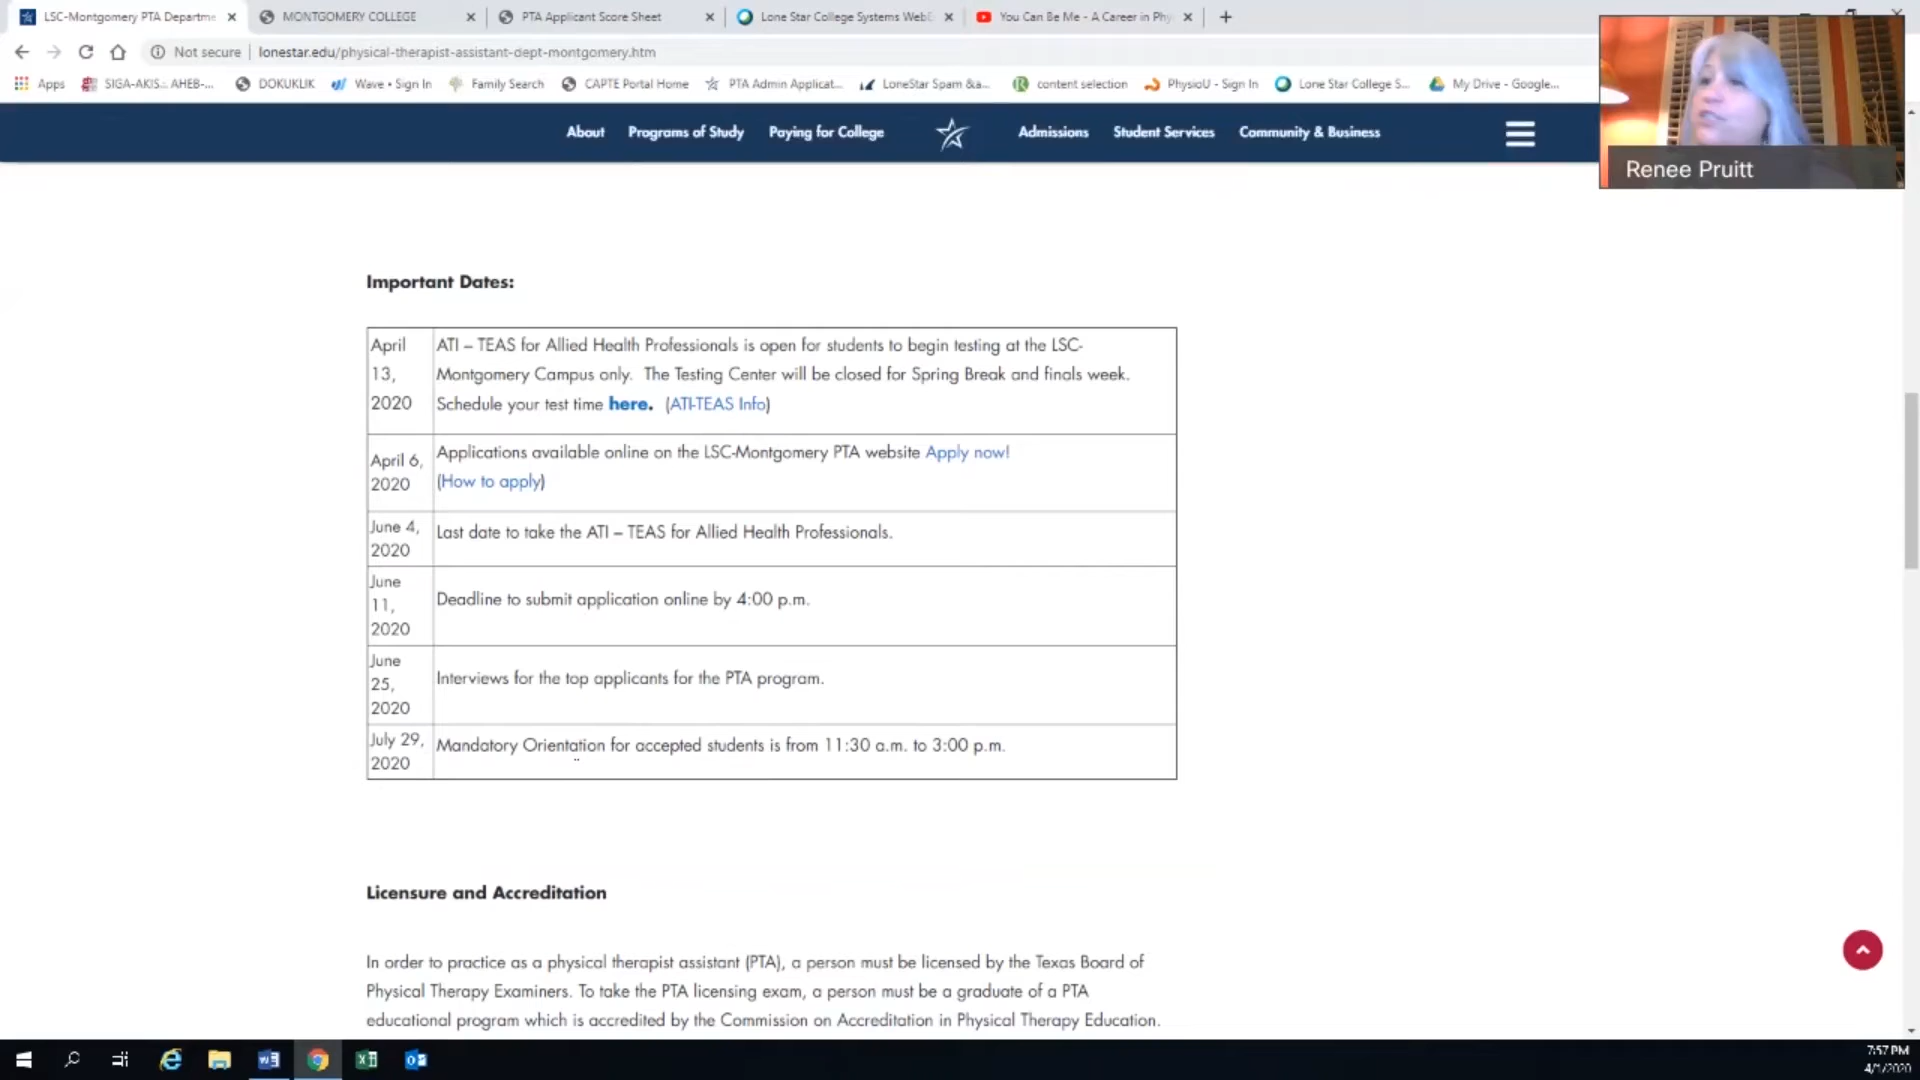 LSC-Montgomery PTA Departme
MONTGOMERY COLLEGE
PTA Applicant Score Sheet
Lone Star College Systems WebE
You Can Be Me - A Career in Phy
Not secure
lonestar.edu/physical-therapist-assistant-dept-montgomery.htm
Apps
SIGA-AKIS.: AHEB-...
DOKUKLIK
Wave • Sign In
Family Search
CAPTE Portal Home
PTA Admin Applicat...
LoneStar Spam &a...
content selection
PhysioU - Sign In
Lone Star College S...
My Drive - Google...
About
Programs of Study
Paying for College
Admissions
Student Services
Community & Business
Renee Pruitt
Important Dates:
April
13,
2020
ATI – TEAS for Allied Health Professionals is open for students to begin testing at the LSC-
Montgomery Campus only. The Testing Center will be closed for Spring Break and finals week.
Schedule your test time here. (ATI-TEAS Info)
April 6,
2020
Applications available online on the LSC-Montgomery PTA website Apply now!
(How to apply)
June 4,
2020
Last date to take the ATI – TEAS for Allied Health Professionals.
June
11,
2020
Deadline to submit application online by 4:00 p.m.
June
25,
2020
Interviews for the top applicants for the PTA program.
July 29,
2020
Mandatory Orientation for accepted students is from 11:30 a.m. to 3:00 p.m.
Licensure and Accreditation
In order to practice as a physical therapist assistant (PTA), a person must be licensed by the Texas Board of
Physical Therapy Examiners. To take the PTA licensing exam, a person must be a graduate of a PTA
educational program which is accredited by the Commission on Accreditation in Physical Therapy Education.
7:57 PM
4/1/2020